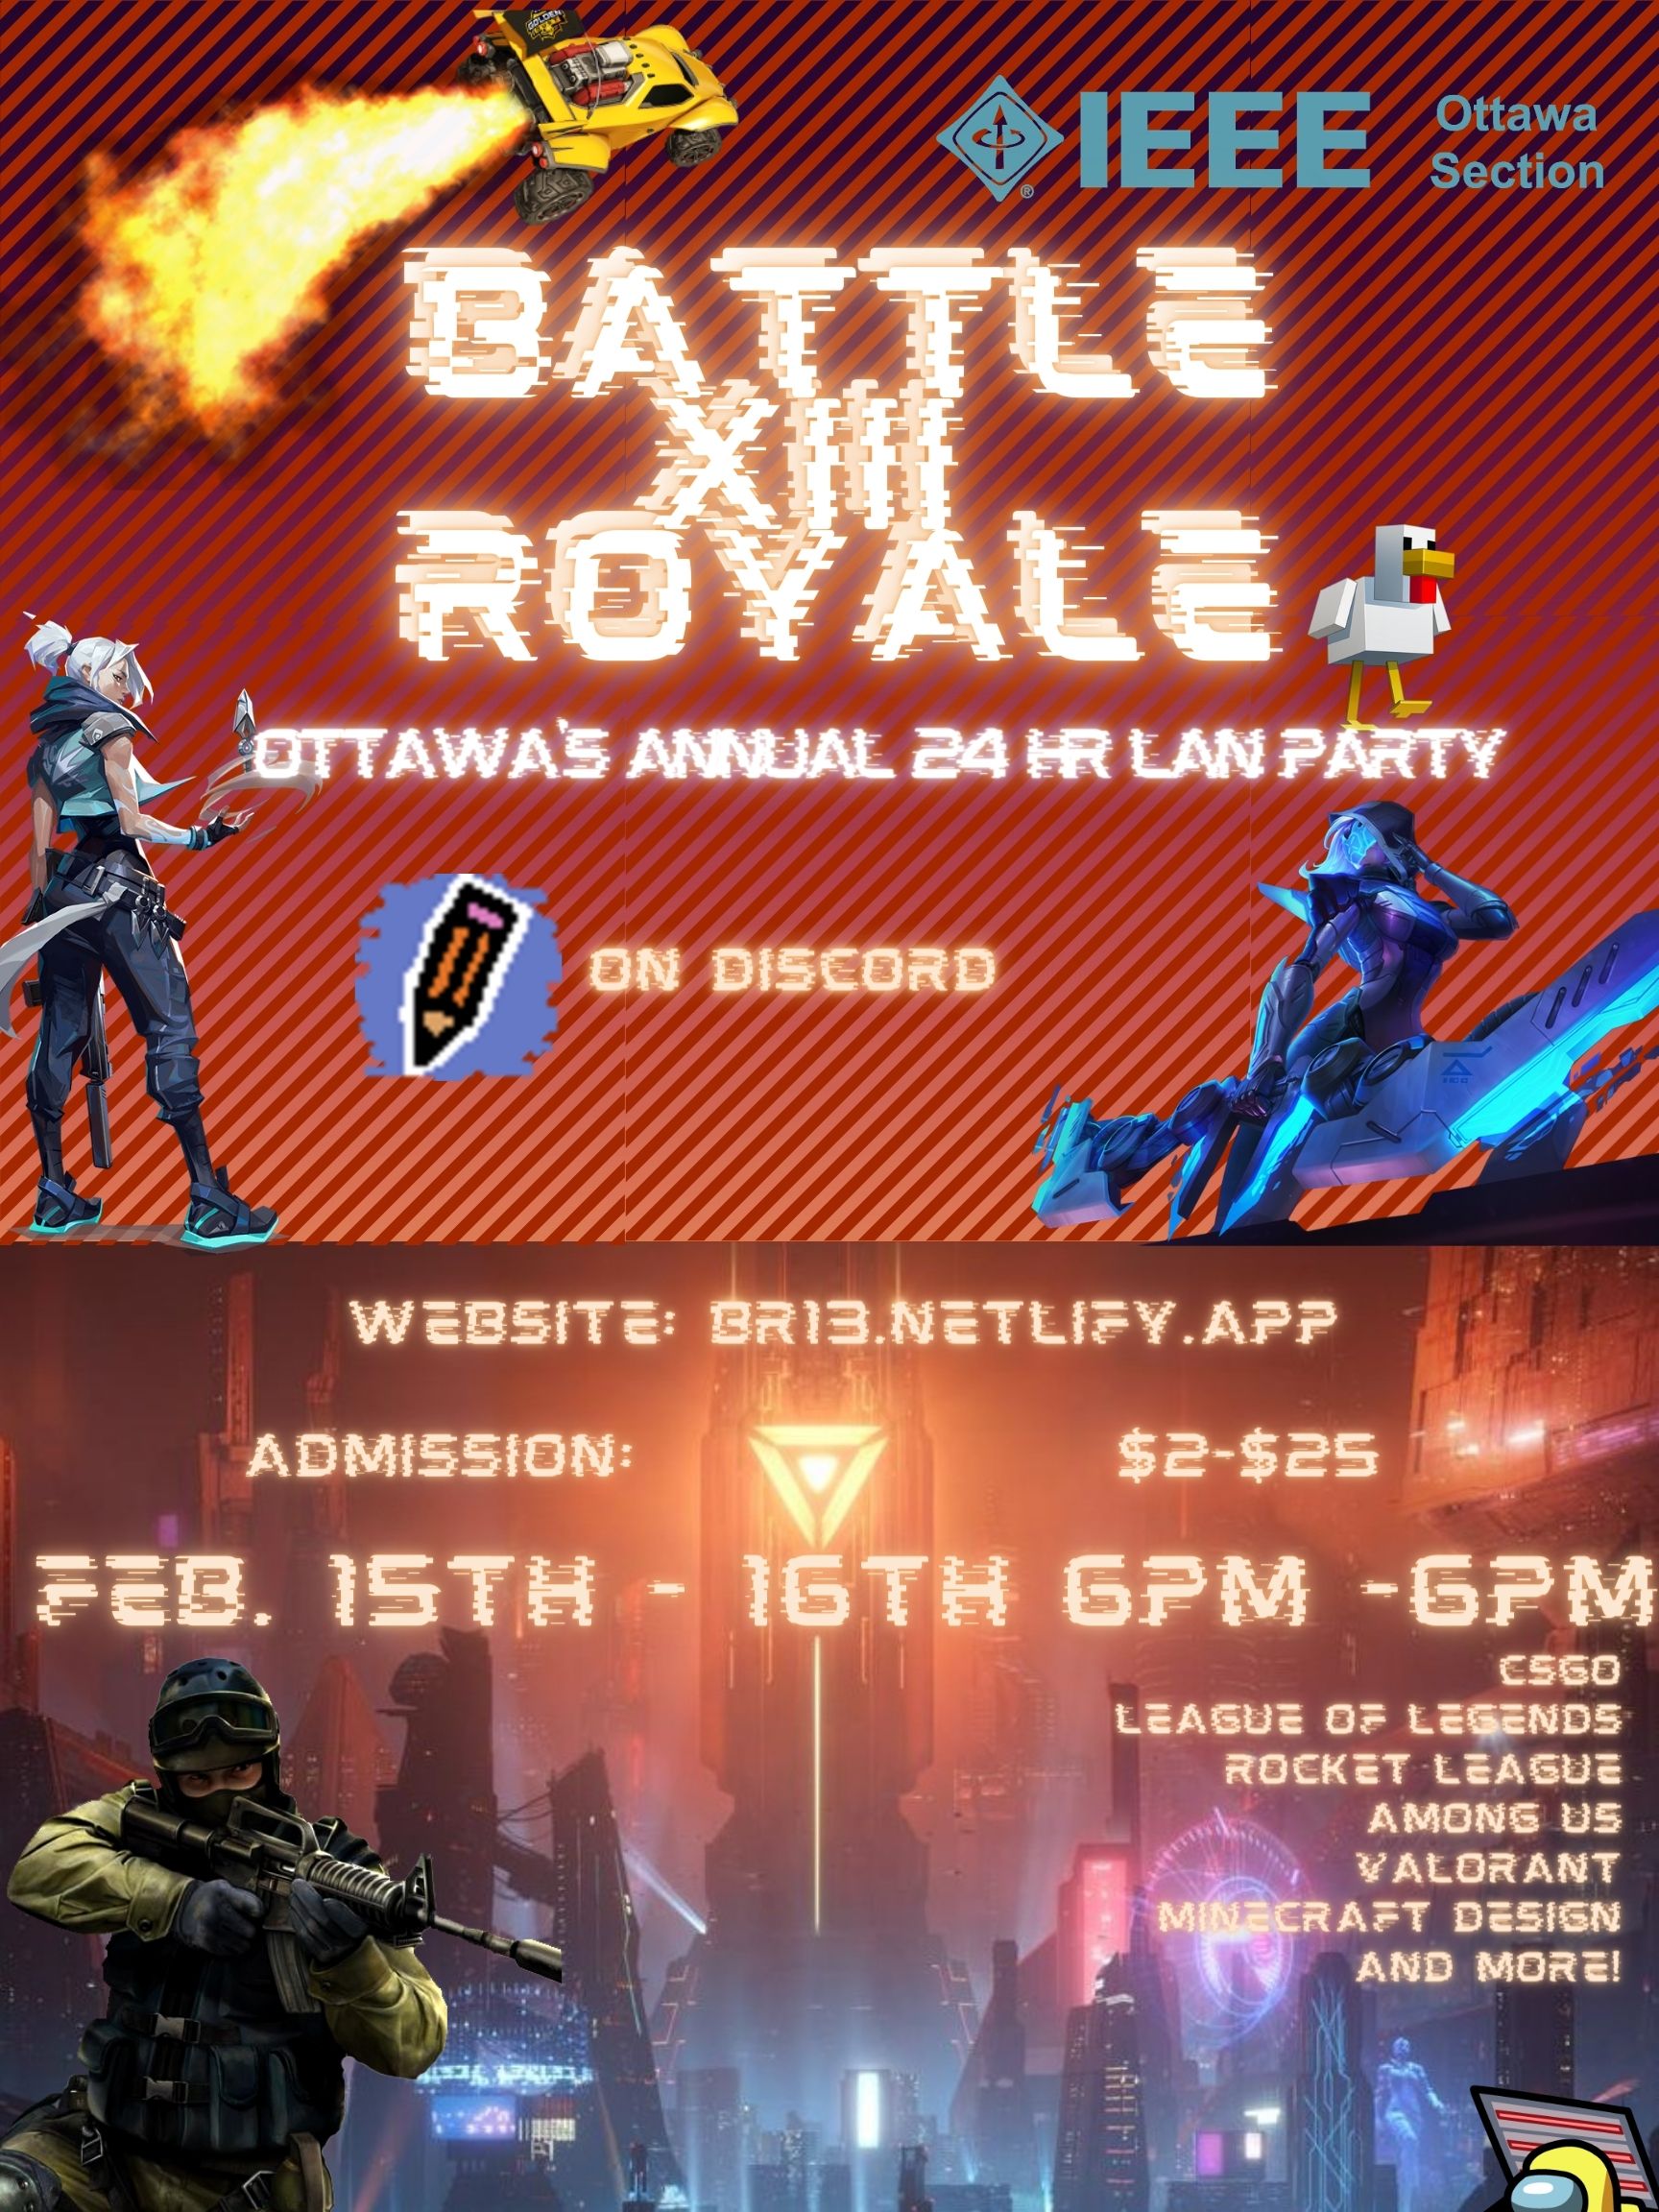 GOLDEN
IEEE
Ottawa
Section
®
BATTLE
XIII
ROYALE
OTTAWA'S ANNUAL 24 HR LAN PARTY
ON DISCORD
WEBSITE: BR13.NETLIFY.APP
ADMISSION: $2-$25
FEB. 15TH - 16TH 6PM -6PM
CSGO
LEAGUE OF LEGENDS
ROCKET LEAGUE
AMONG US
VALORANT
MINECRAFT DESIGN
AND MORE!